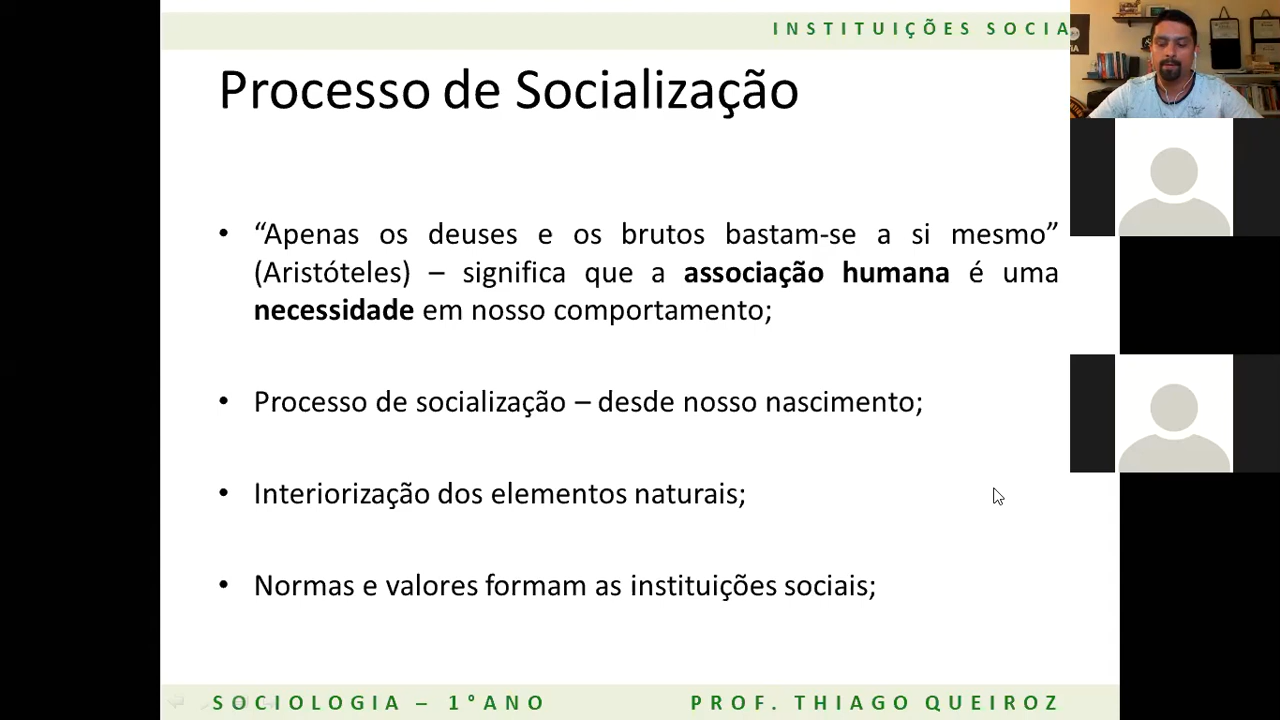 INSTITUIÇÕES SOCIA
Processo de Socialização
• “Apenas os deuses e os brutos bastam-se a si mesmo”
(Aristóteles) – significa que a associação humana é uma
necessidade em nosso comportamento;
• Processo de socialização – desde nosso nascimento;
• Interiorização dos elementos naturais;
• Normas e valores formam as instituições sociais;
SOCIOLOGIA – 1°ANO
PROF. THIAGO QUEIROZ